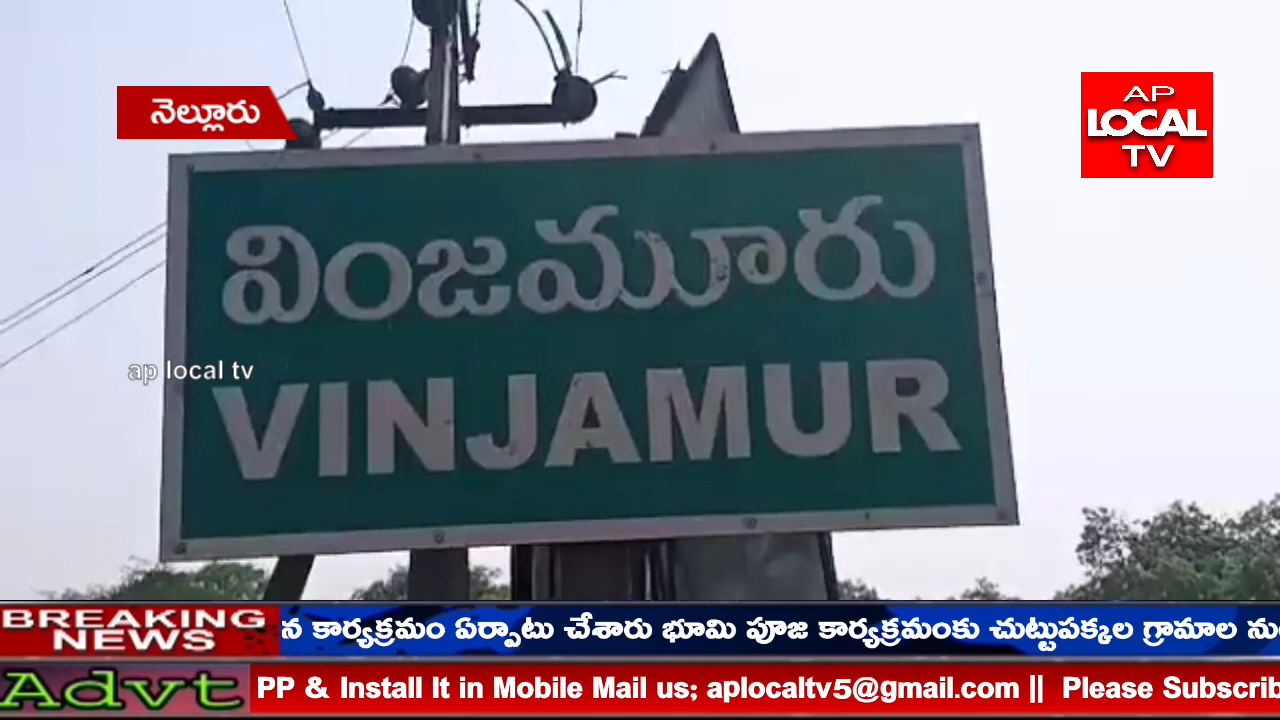 నెల్లూరు
AP
LOCAL
TV
వింజమూరు
ap local tv
VINJAMUR
BREAKING
NEWS
న కార్యక్రమం ఏర్పాటు చేశారు భూమి పూజ కార్యక్రమంకు చుట్టుపక్కల గ్రామాల
Advt
PP & Install It in Mobile Mail us; aplocaltv5@gmail.com || Please Subscrib